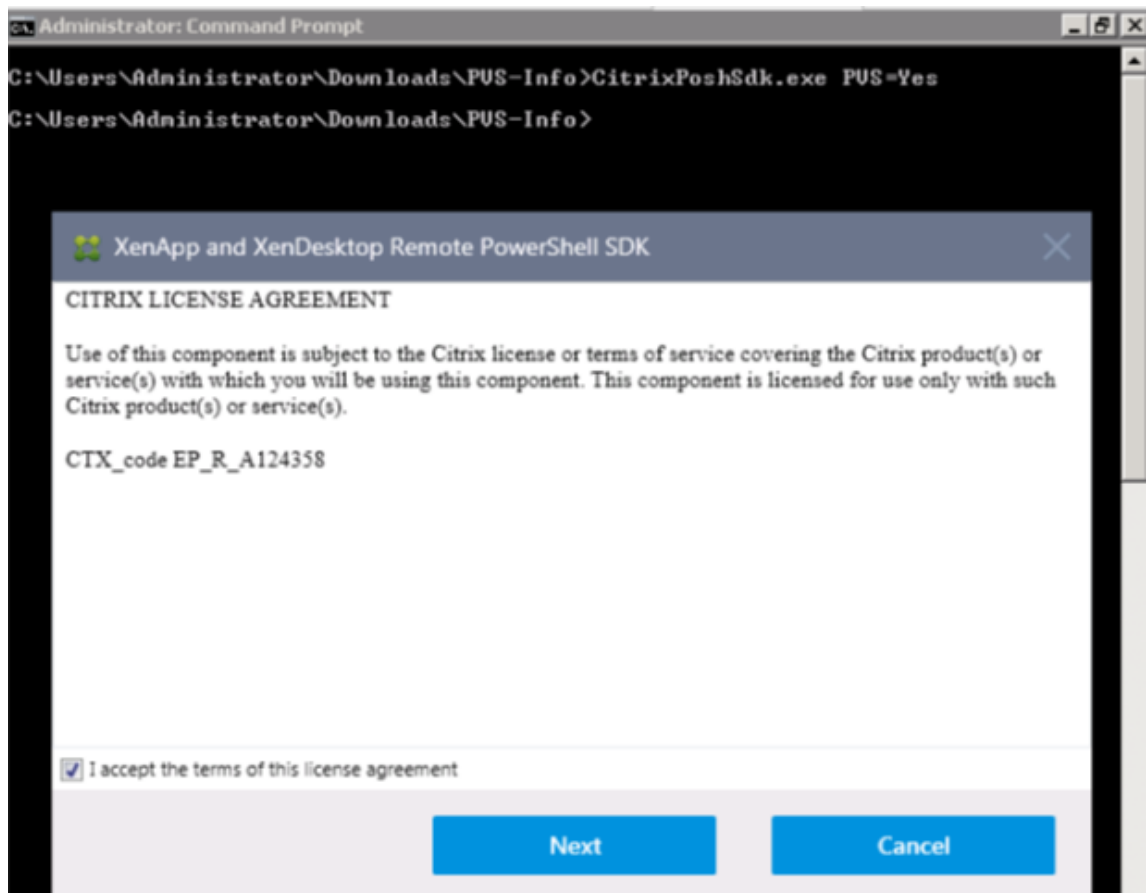 Administrator: Command Prompt
C:\Users\Administrator\Downloads\PVS-Info>CitrixPoshSdk.exe PVS=Yes
C:\Users\Administrator\Downloads\PVS-Info>
XenApp and XenDesktop Remote PowerShell SDK
CITRIX LICENSE AGREEMENT
Use of this component is subject to the Citrix license or terms of service covering the Citrix product(s) or
service(s) with which you will be using this component. This component is licensed for use only with such
Citrix product(s) or service(s).
CTX_code EP_R_A124358
I accept the terms of this license agreement
Next
Cancel